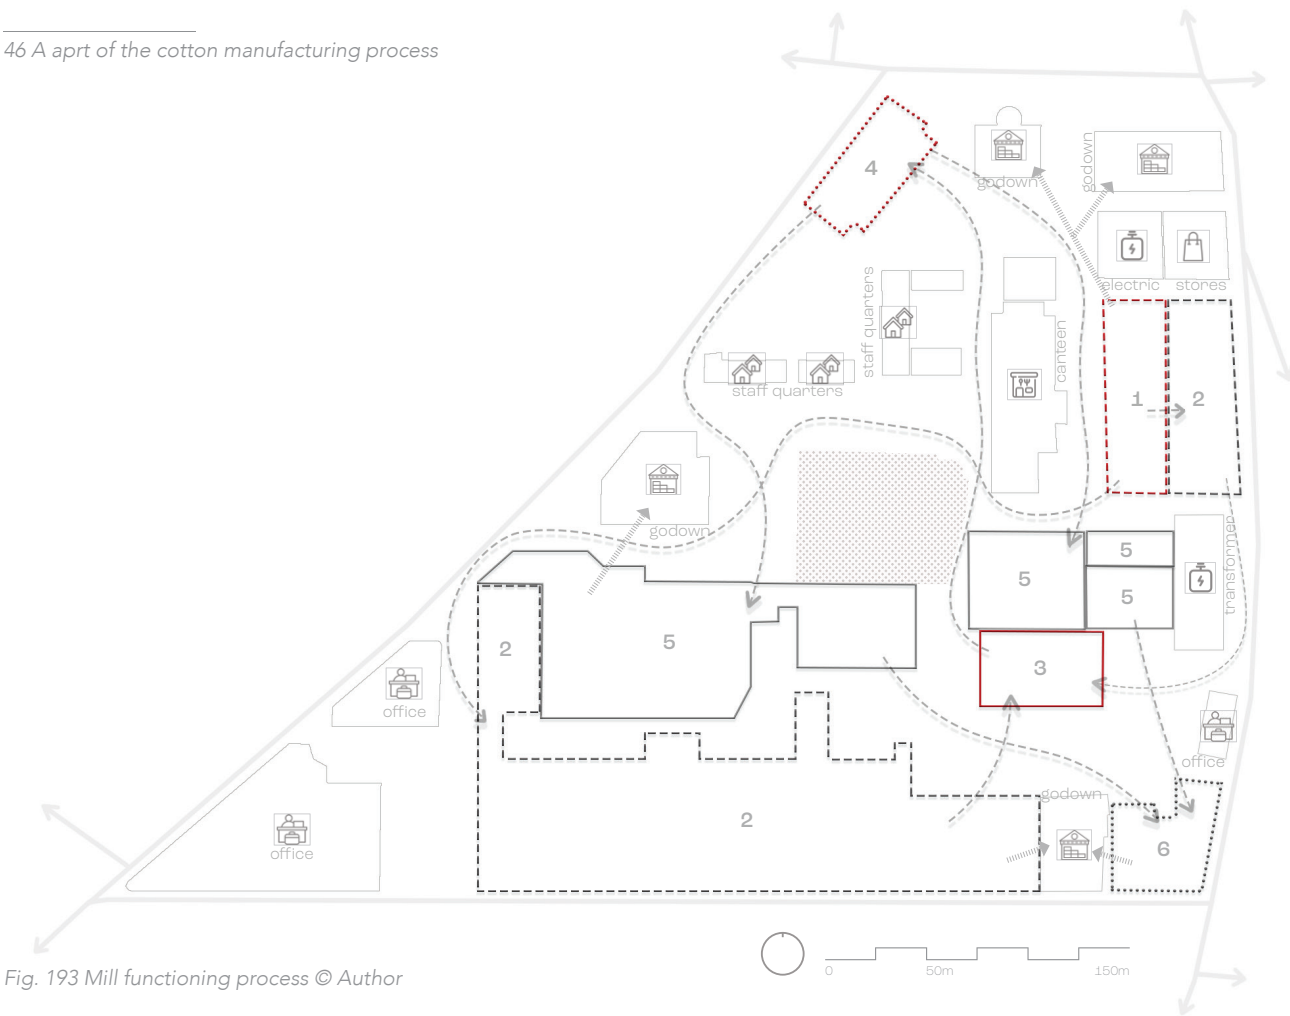 46 A aprt of the cotton manufacturing process
4
godown
godown
electric
stores
staff quarters
staff quarters
canteen
1
2
godown
5
5
5
transformer
2
5
3
office
office
godown
2
6
office
0
50m
150m
Fig. 193 Mill functioning process © Author